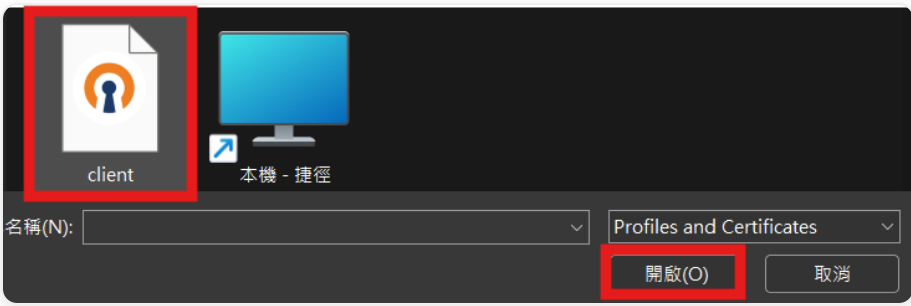 client
本機 - 捷徑
名稱(N):
Profiles and Certificates
開啟(O)
取消